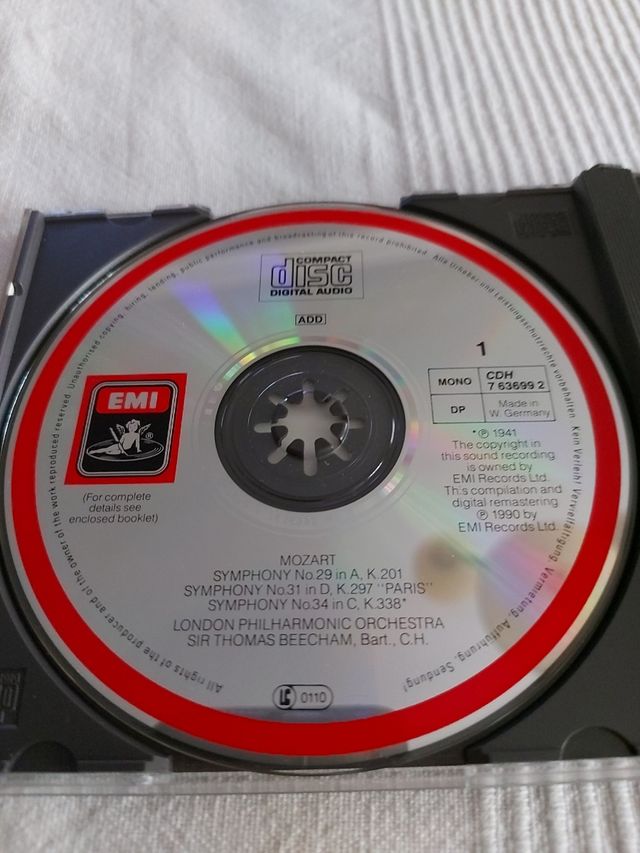 COMPACT
disc
DIGITAL AUDIO
ADD
1
MONO
CDH
7 63699 2
DP
Made in
W. Germany
EMI
®
(For complete
details see
enclosed booklet)
*℗ 1941
The copyright in
this sound recording
is owned by
EMI Records Ltd.
This compilation and
digital remastering
℗ 1990 by
EMI Records Ltd.
MOZART
SYMPHONY No.29 in A, K.201
SYMPHONY No.31 in D, K.297 "PARIS"
SYMPHONY No.34 in C, K.338*
LONDON PHILHARMONIC ORCHESTRA
SIR THOMAS BEECHAM, Bart., C.H.
LC 0110
All rights of the producer and of the owner of the work reproduced reserved. Unauthorised copying, hiring, lending, public performance and broadcasting of this record prohibited. Alle Urheber und Leistungsschutzrechte vorbehalten. Kein Verleih! Vervielfältigung, Vermietung, Aufführung, Sendung!